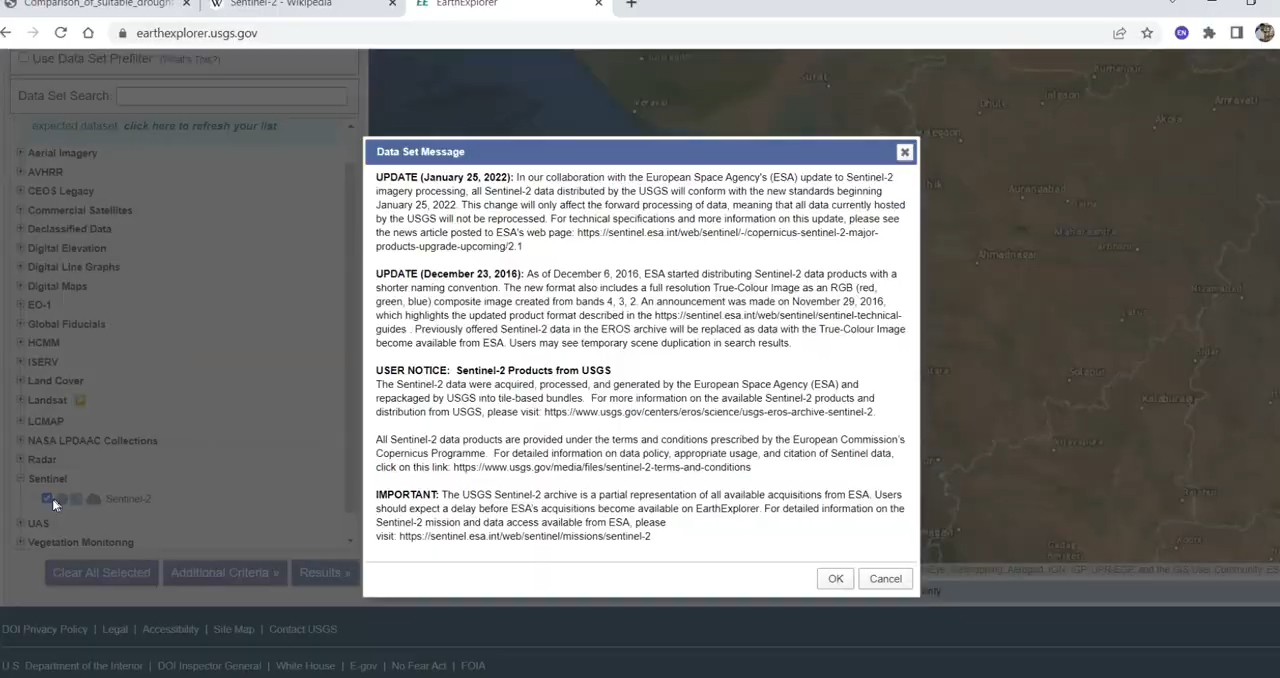 Comparison_of_suitable_drought
Sentinel-2 - Wikipedia
EE EarthExplorer
earthexplorer.usgs.gov
EN
Use Data Set Prefilter (What's This?)
Data Set Search:
expected dataset click here to refresh your list
Aerial Imagery
AVHRR
CEOS Legacy
Commercial Satellites
Declassified Data
Digital Elevation
Digital Line Graphs
Digital Maps
EO-1
Global Fiducials
HCMM
ISERV
Land Cover
Landsat
LCMAP
NASA LPDAAC Collections
Radar
Sentinel
Sentinel-2
UAS
Vegetation Monitoring
Clear All Selected
Additional Criteria »
Results »
Data Set Message
UPDATE (January 25, 2022): In our collaboration with the European Space Agency's (ESA) update to Sentinel-2
imagery processing, all Sentinel-2 data distributed by the USGS will conform with the new standards beginning
January 25, 2022. This change will only affect the forward processing of data, meaning that all data currently hosted
by the USGS will not be reprocessed. For technical specifications and more information on this update, please see
the news article posted to ESA's web page: https://sentinel.esa.int/web/sentinel/-/copernicus-sentinel-2-major-
products-upgrade-upcoming/2.1
UPDATE (December 23, 2016): As of December 6, 2016, ESA started distributing Sentinel-2 data products with a
shorter naming convention. The new format also includes a full resolution True-Colour Image as an RGB (red,
green, blue) composite image created from bands 4, 3, 2. An announcement was made on November 29, 2016,
which highlights the updated product format described in the https://sentinel.esa.int/web/sentinel/sentinel-technical-
guides . Previously offered Sentinel-2 data in the EROS archive will be replaced as data with the True-Colour Image
become available from ESA. Users may see temporary scene duplication in search results.
USER NOTICE: Sentinel-2 Products from USGS
The Sentinel-2 data were acquired, processed, and generated by the European Space Agency (ESA) and
repackaged by USGS into tile-based bundles. For more information on the available Sentinel-2 products and
distribution from USGS, please visit: https://www.usgs.gov/centers/eros/science/usgs-eros-archive-sentinel-2.
All Sentinel-2 data products are provided under the terms and conditions prescribed by the European Commission's
Copernicus Programme. For detailed information on data policy, appropriate usage, and citation of Sentinel data,
click on this link: https://www.usgs.gov/media/files/sentinel-2-terms-and-conditions
IMPORTANT: The USGS Sentinel-2 archive is a partial representation of all available acquisitions from ESA. Users
should expect a delay before ESA's acquisitions become available on EarthExplorer. For detailed information on the
Sentinel-2 mission and data access available from ESA, please
visit: https://sentinel.esa.int/web/sentinel/missions/sentinel-2
OK
Cancel
Surat
Dhule
Jalgaon
Amravati
Akola
Aurangabad
Maharashtra
Ahmadnagar
Nizamabad
Latur
Bidar
Solapur
Kalaburagi
Vijayapura
Raichur
Adoni
and the GIS User Community
DOI Privacy Policy | Legal | Accessibility | Site Map | Contact USGS
U.S. Department of the Interior | DOI Inspector General | White House | E-gov | No Fear Act | FOIA